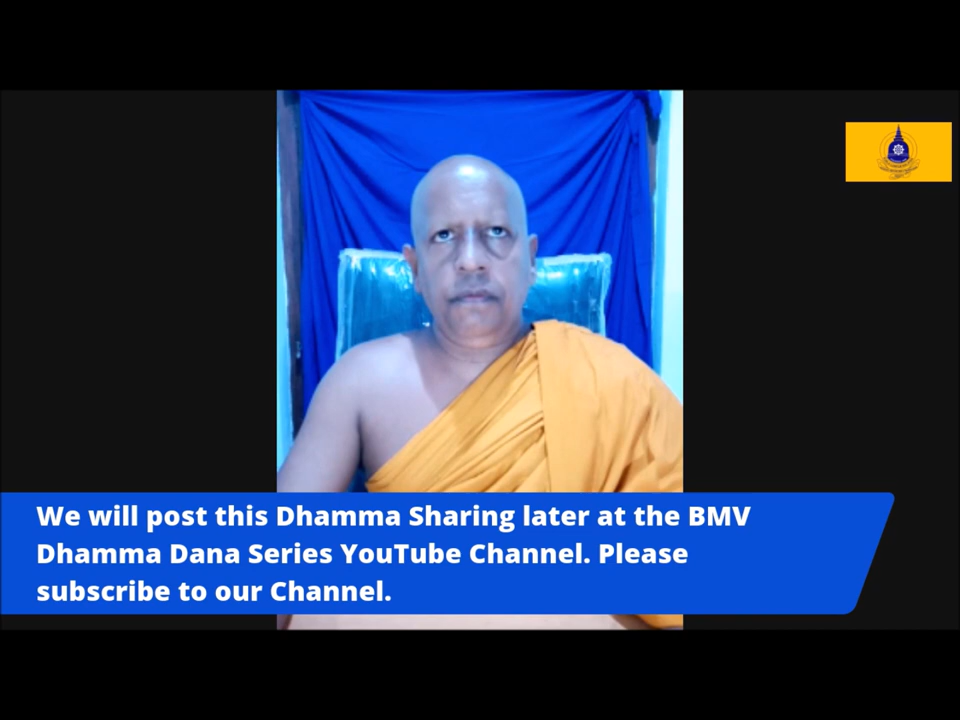 We will post this Dhamma Sharing later at the BMV
Dhamma Dana Series YouTube Channel. Please
subscribe to our Channel.